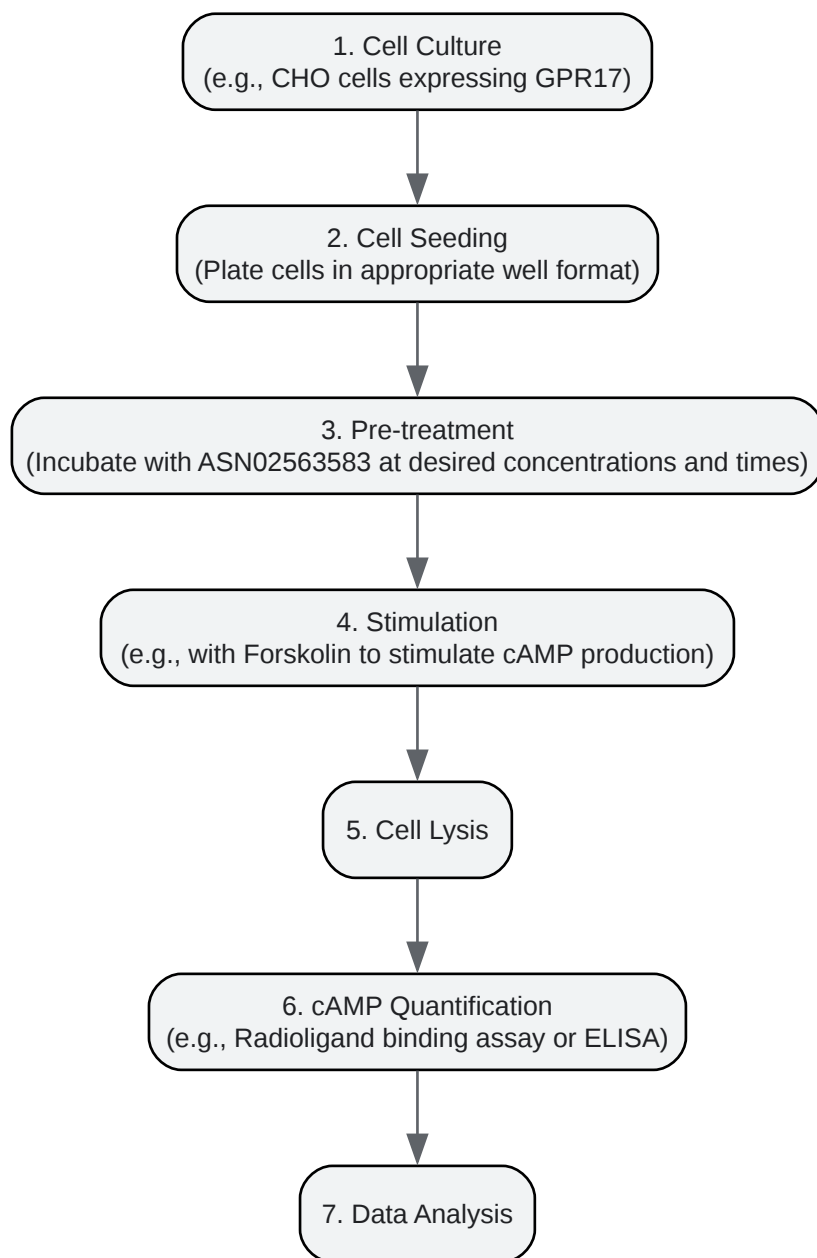 1. Cell Culture
(e.g., CHO cells expressing GPR17)
2. Cell Seeding
(Plate cells in appropriate well format)
3. Pre-treatment
(Incubate with ASN02563583 at desired concentrations and times)
4. Stimulation
(e.g., with Forskolin to stimulate cAMP production)
5. Cell Lysis
6. cAMP Quantification
(e.g., Radioligand binding assay or ELISA)
7. Data Analysis